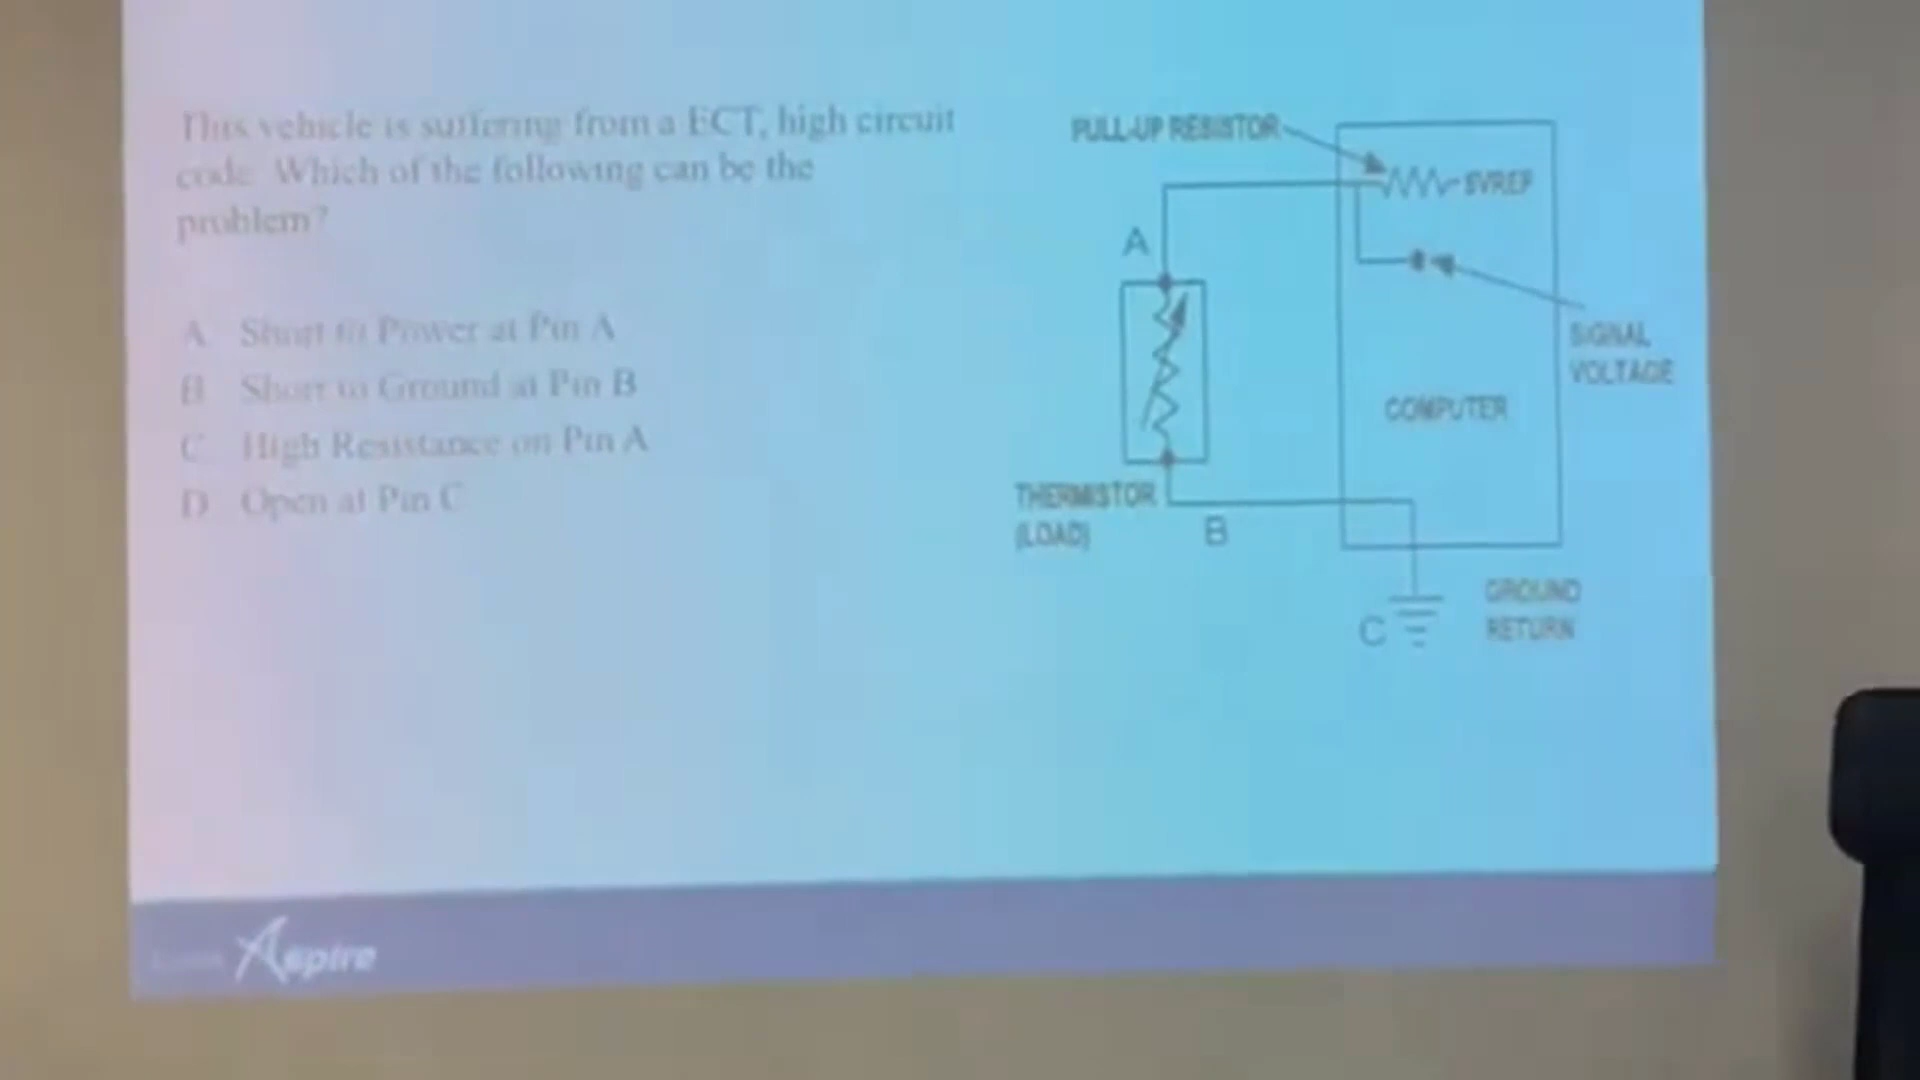 This vehicle is suffering from a ECT, high circuit
code. Which of the following can be the
problem?
A Short to Power at Pin A
B Short to Ground at Pin B
C High Resistance on Pin A
D Open at Pin C
PULL-UP RESISTOR
5VREF
A
SIGNAL
VOLTAGE
COMPUTER
THERMISTOR
(LOAD)
B
C
GROUND
RETURN
Aspire